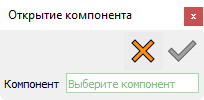 Открытие компонента
Компонент Выберите компонент